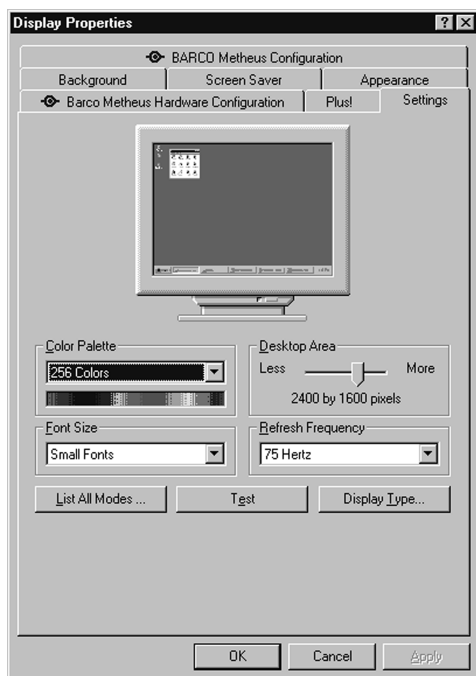 Display Properties
BARCO Metheus Configuration
Background Screen Saver Appearance
Barco Metheus Hardware Configuration Plus! Settings
Color Palette Desktop Area
256 Colors Less More
2400 by 1600 pixels
Font Size Refresh Frequency
Small Fonts 75 Hertz
List All Modes ... Test Display Type...
OK Cancel Apply